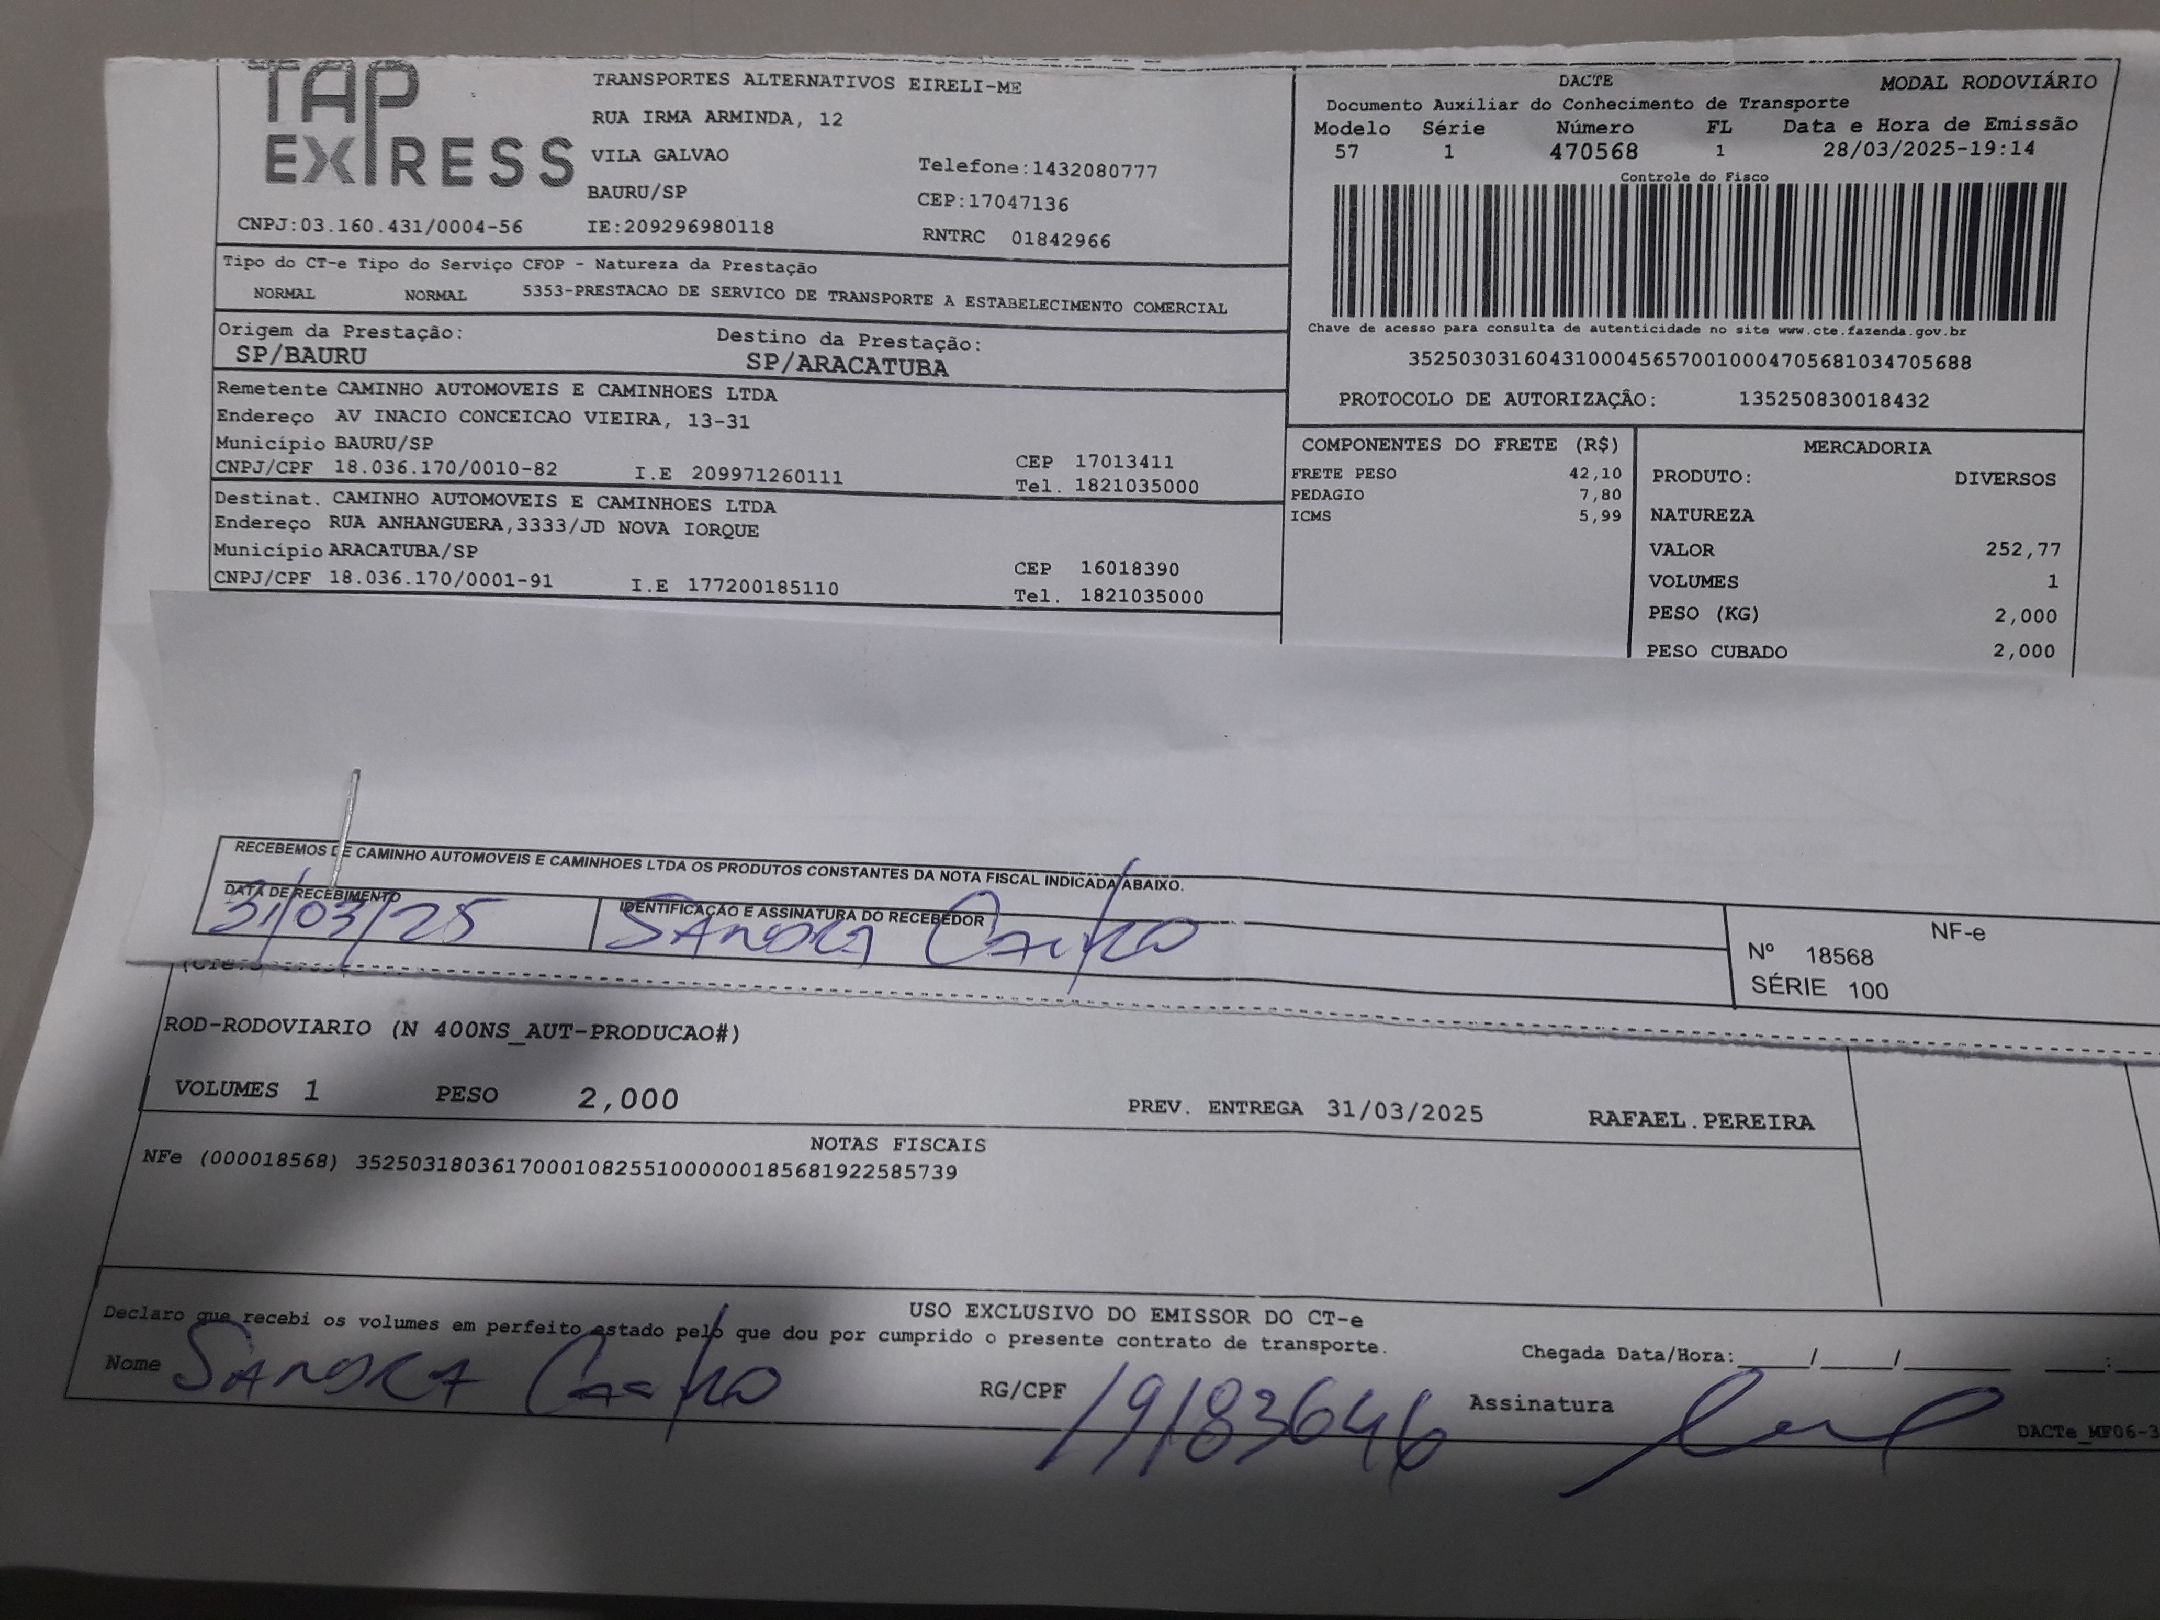 TAP EXPRESS
TRANSPORTES ALTERNATIVOS EIRELI-ME
RUA IRMA ARMINDA, 12
VILA GALVAO
Telefone:1432080777
BAURU/SP
CEP:17047136
CNPJ:03.160.431/0004-56 IE:209296980118 RNTRC 01842966
DACTE MODAL RODOVIÁRIO
Documento Auxiliar do Conhecimento de Transporte
Modelo Série Número FL Data e Hora de Emissão
57 1 470568 1 28/03/2025-19:14
Controle do Fisco
Chave de acesso para consulta de autenticidade no site www.cte.fazenda.gov.br
35250303160431000456570010004705681034705688
PROTOCOLO DE AUTORIZAÇÂO: 135250830018432
Tipo do CT-e Tipo do Serviço CFOP - Natureza da Prestação
NORMAL NORMAL 5353-PRESTACAO DE SERVICO DE TRANSPORTE A ESTABELECIMENTO COMERCIAL
Origem da Prestação: Destino da Prestação:
SP/BAURU SP/ARACATUBA
Remetente CAMINHO AUTOMOVEIS E CAMINHOES LTDA
Endereço AV INACIO CONCEICAO VIEIRA, 13-31
Município BAURU/SP CEP 17013411
CNPJ/CPF 18.036.170/0010-82 I.E 209971260111 Tel. 1821035000
Destinat. CAMINHO AUTOMOVEIS E CAMINHOES LTDA
Endereço RUA ANHANGUERA,3333/JD NOVA IORQUE
Município ARACATUBA/SP CEP 16018390
CNPJ/CPF 18.036.170/0001-91 I.E 177200185110 Tel. 1821035000
COMPONENTES DO FRETE (R$)
FRETE PESO 42,10
PEDAGIO 7,80
ICMS 5,99
MERCADORIA
PRODUTO: DIVERSOS
NATUREZA
VALOR 252,77
VOLUMES 1
PESO (KG) 2,000
PESO CUBADO 2,000
RECEBEMOS DE CAMINHO AUTOMOVEIS E CAMINHOES LTDA OS PRODUTOS CONSTANTES DA NOTA FISCAL INDICADA ABAIXO.
DATA DE RECEBIMENTO IDENTIFICAÇÃO E ASSINATURA DO RECEBEDOR
31/03/25 SANDRA Castro
NF-e
Nº 18568
SÉRIE 100
ROD-RODOVIARIO (N 400NS_AUT-PRODUCAO#)
VOLUMES 1 PESO 2,000 PREV. ENTREGA 31/03/2025 RAFAEL.PEREIRA
NOTAS FISCAIS
NFe (000018568) 35250318036170001082551000000185681922585739
USO EXCLUSIVO DO EMISSOR DO CT-e
Declaro que recebi os volumes em perfeito estado pelo que dou por cumprido o presente contrato de transporte.
Chegada Data/Hora:____/____/______ ___:
Nome SANDRA Castro RG/CPF 19183646 Assinatura
DACTe_MF06-3